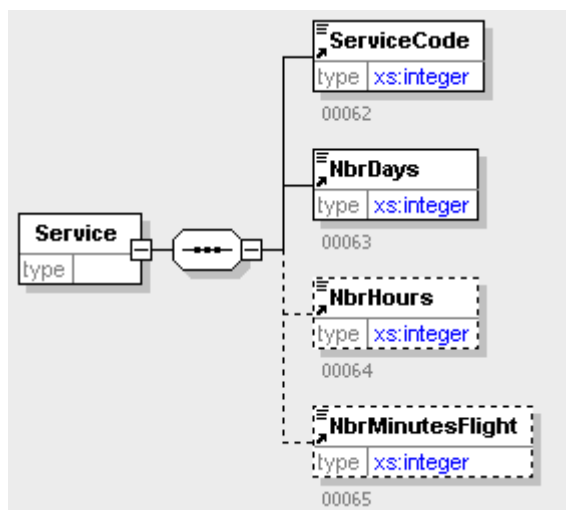 ServiceCode
type xs:integer
00062
NbrDays
type xs:integer
00063
Service
type
NbrHours
type xs:integer
00064
NbrMinutesFlight
type xs:integer
00065